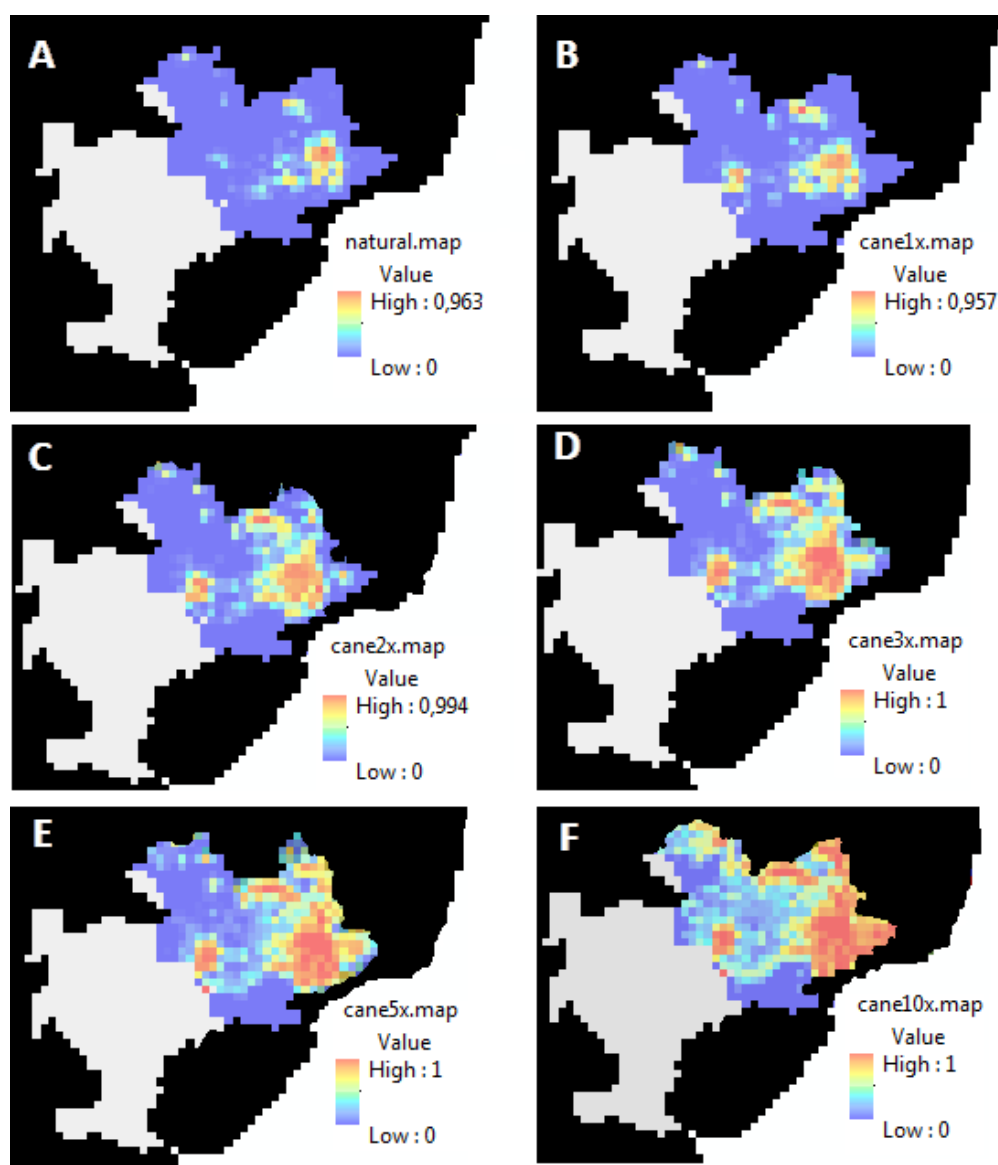 A
natural.map
Value
High : 0,963
Low : 0
B
cane1x.map
Value
High : 0,957
Low : 0
C
cane2x.map
Value
High : 0,994
Low : 0
D
cane3x.map
Value
High : 1
Low : 0
E
cane5x.map
Value
High : 1
Low : 0
F
cane10x.map
Value
High : 1
Low : 0